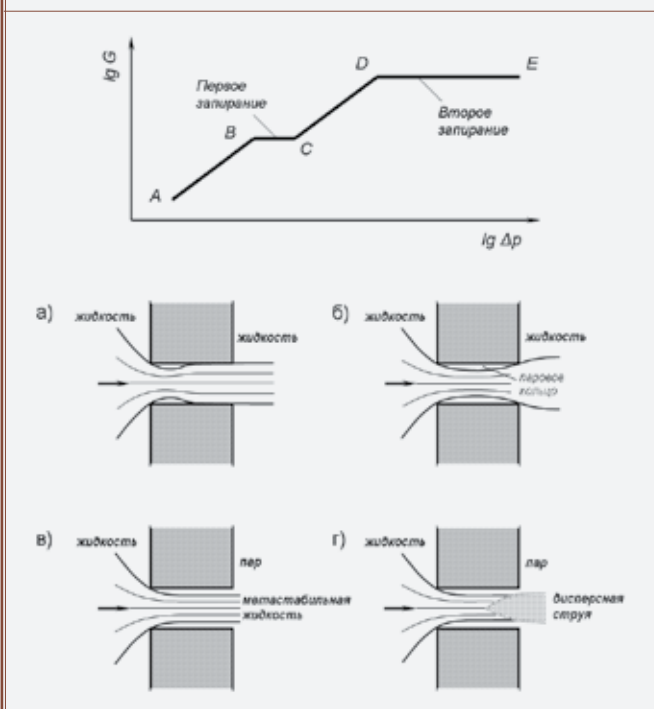 lg G
D
E
Первое
запирание
B
C
Второе
запирание
A
lg Δp
а)
жидкость
жидкость
б)
жидкость
жидкость
паровое
кольцо
в)
жидкость
пар
метастабильная
жидкость
г)
жидкость
пар
дисперсная
струя